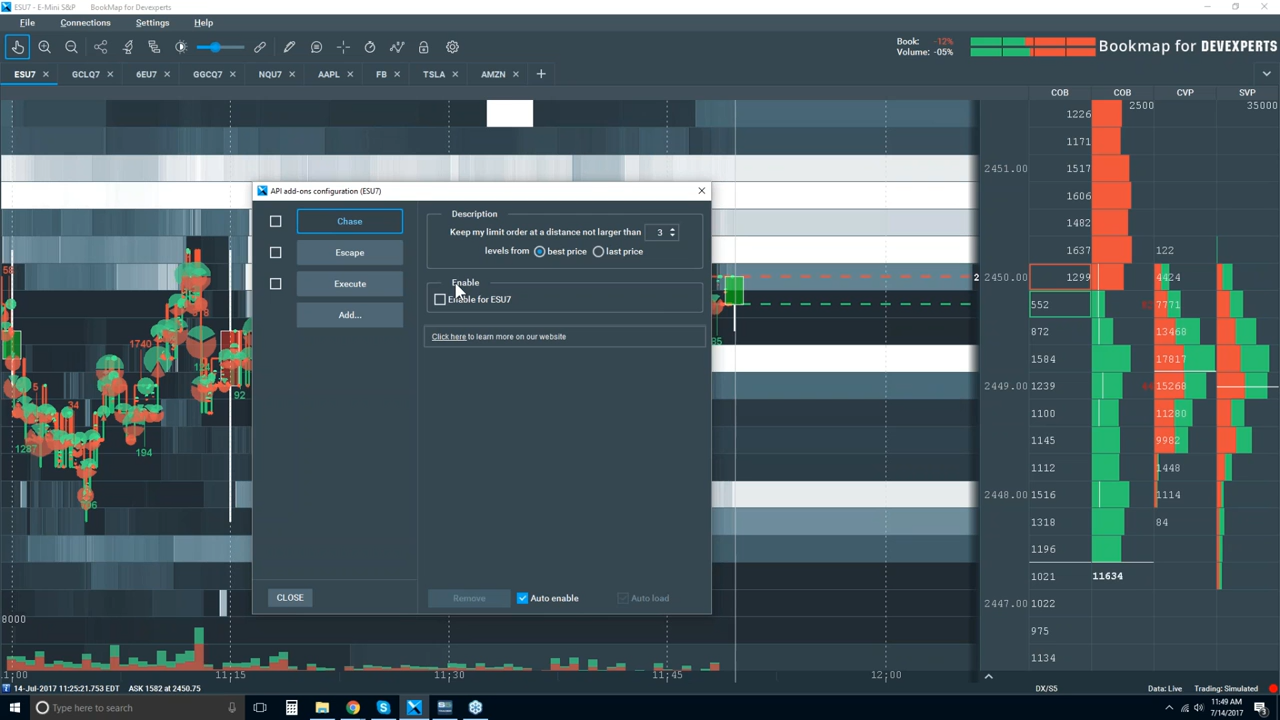 ESU7 - E-Mini S&P
BookMap for Devexperts
File Connections Settings Help
Book: -12%
Volume: -05%
Bookmap for DEVEXPERTS
ESU7 GCLQ7 6EU7 GGCQ7 NQU7 AAPL FB TSLA AMZN
COB COB CVP SVP
2500 35000
1226
1171
2451.00 1517
1606
1482
1637 122
2450.00 1299 4424
552 7771
872 13468
1584 17817
2449.00 1239 15260
1100 11280
1145 9982
1112 1448
2448.00 1516 1114
1318 84
1196
1021 11634
2447.00 1022
975
1134
API add-ons configuration (ESU7)
Chase
Escape
Execute
Add...
Description
Keep my limit order at a distance not larger than 3
levels from best price last price
Enable
Enable for ESU7
Click here to learn more on our website
CLOSE
Remove
Auto enable
Auto load
1740
34
1287
194
92
2
8000
11:15 11:30 11:45 12:00
14-Jul-2017 11:25:21.753 EDT ASK 1582 at 2450.75
DX/S5
Data: Live
Trading: Simulated
Type here to search
11:49 AM
7/14/2017
3